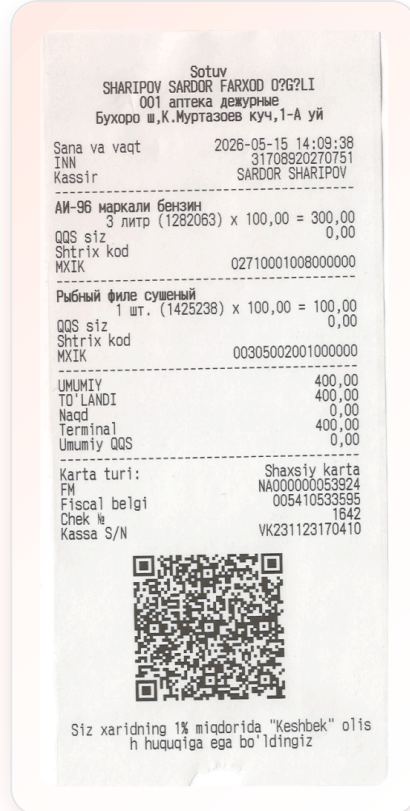 Sotuv
SHARIPOV SARDOR FARXOD O?G?LI
001 аптека дежурные
Бухоро ш,К.Муртазоев куч,1-А уй
Sana va vaqt 2026-05-15 14:09:38
INN 31708920270751
Kassir SARDOR SHARIPOV
АИ-96 маркали бензин
3 литр (1282063) x 100,00 = 300,00
QQS siz 0,00
Shtrix kod
MXIK 02710001008000000
Рыбный филе сушеный
1 шт. (1425238) x 100,00 = 100,00
QQS siz 0,00
Shtrix kod
MXIK 00305002001000000
UMUMIY 400,00
TO'LANDI 400,00
Naqd 0,00
Terminal 400,00
Umumiy QQS 0,00
Karta turi: Shaxsiy karta
FM NA000000053924
Fiscal belgi 005410533595
Chek № 1642
Kassa S/N VK231123170410
Siz xaridning 1% miqdorida "Keshbek" olis
h huquqiga ega bo'ldingiz